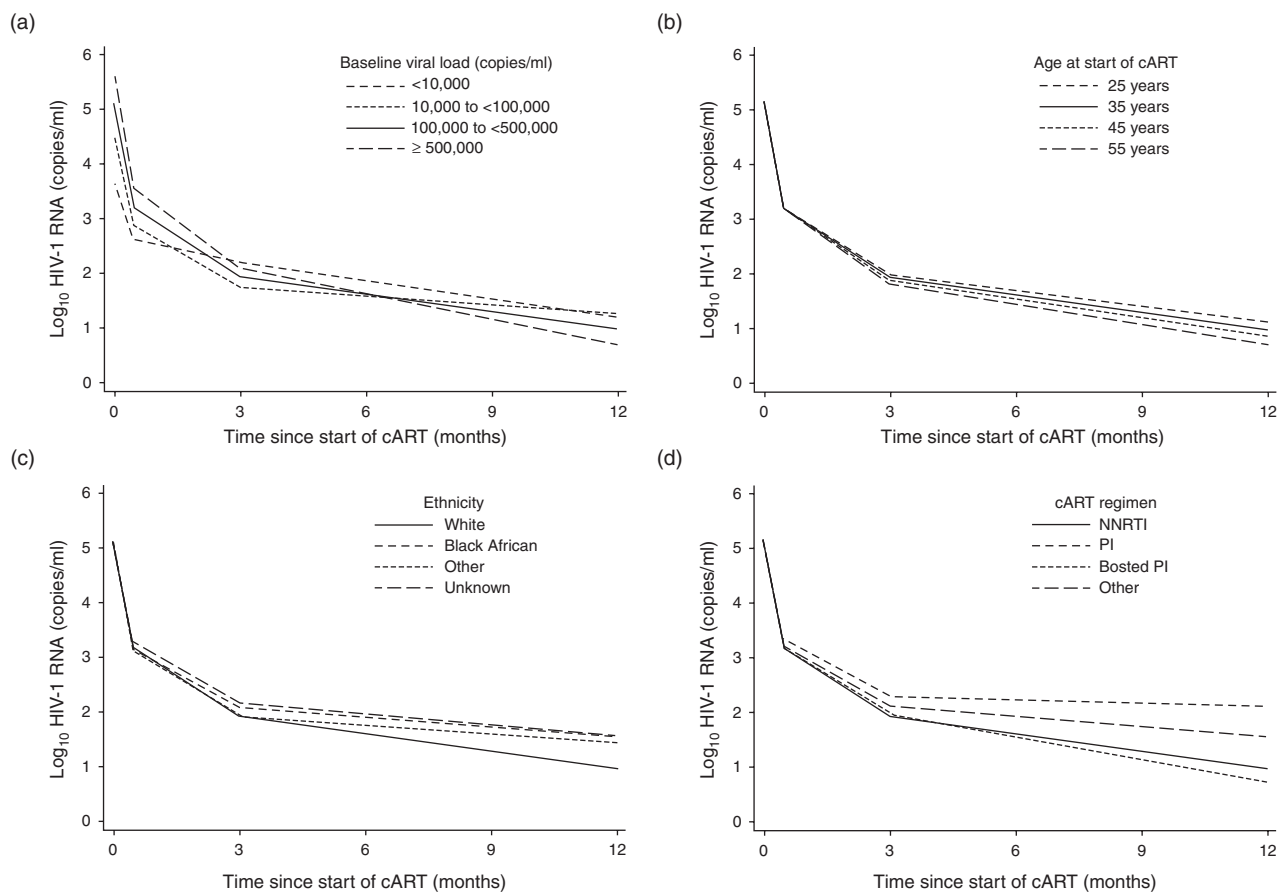 (a)
Log10 HIV-1 RNA (copies/ml)
6
5
4
3
2
1
0
0 3 6 9 12
Time since start of cART (months)
Baseline viral load (copies/ml)
<10,000
10,000 to <100,000
100,000 to <500,000
≥ 500,000
(b)
Log10 HIV-1 RNA (copies/ml)
6
5
4
3
2
1
0
0 3 6 9 12
Time since start of cART (months)
Age at start of cART
25 years
35 years
45 years
55 years
(c)
Log10 HIV-1 RNA (copies/ml)
6
5
4
3
2
1
0
0 3 6 9 12
Time since start of cART (months)
Ethnicity
White
Black African
Other
Unknown
(d)
Log10 HIV-1 RNA (copies/ml)
6
5
4
3
2
1
0
0 3 6 9 12
Time since start of cART (months)
cART regimen
NNRTI
PI
Bosted PI
Other